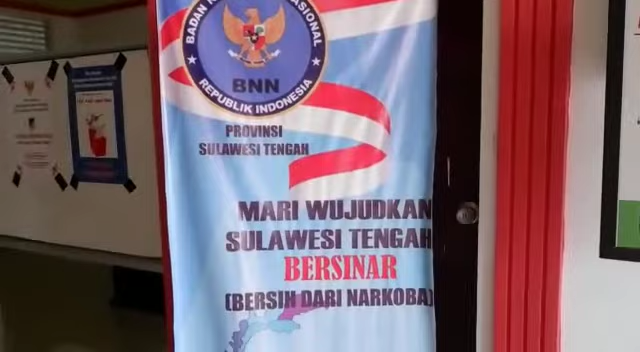 BADAN NASIONAL
BNN
REPUBLIK INDONESIA
PROVINSI
SULAWESI TENGAH
MARI WUJUDKAN
SULAWESI TENGAH
BERSINAR
(BERSIH DARI NARKOBA)